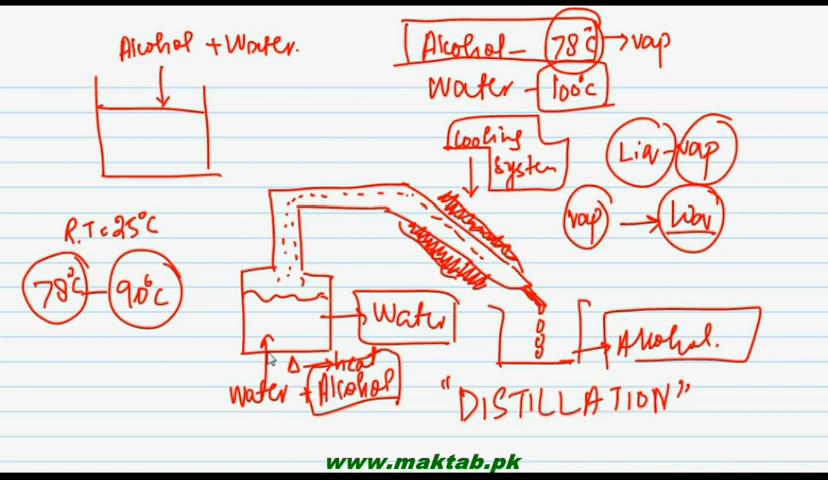 Alcohol + Water.
Alcohol - 78°C → vap
Water - 100°C
Cooling
system
Liq - vap
vap → Liq
R.T = 25°C
78°C - 90°C
Water
Alcohol.
Δ → heat
Water + Alcohol
"DISTILLATION"
www.maktab.pk